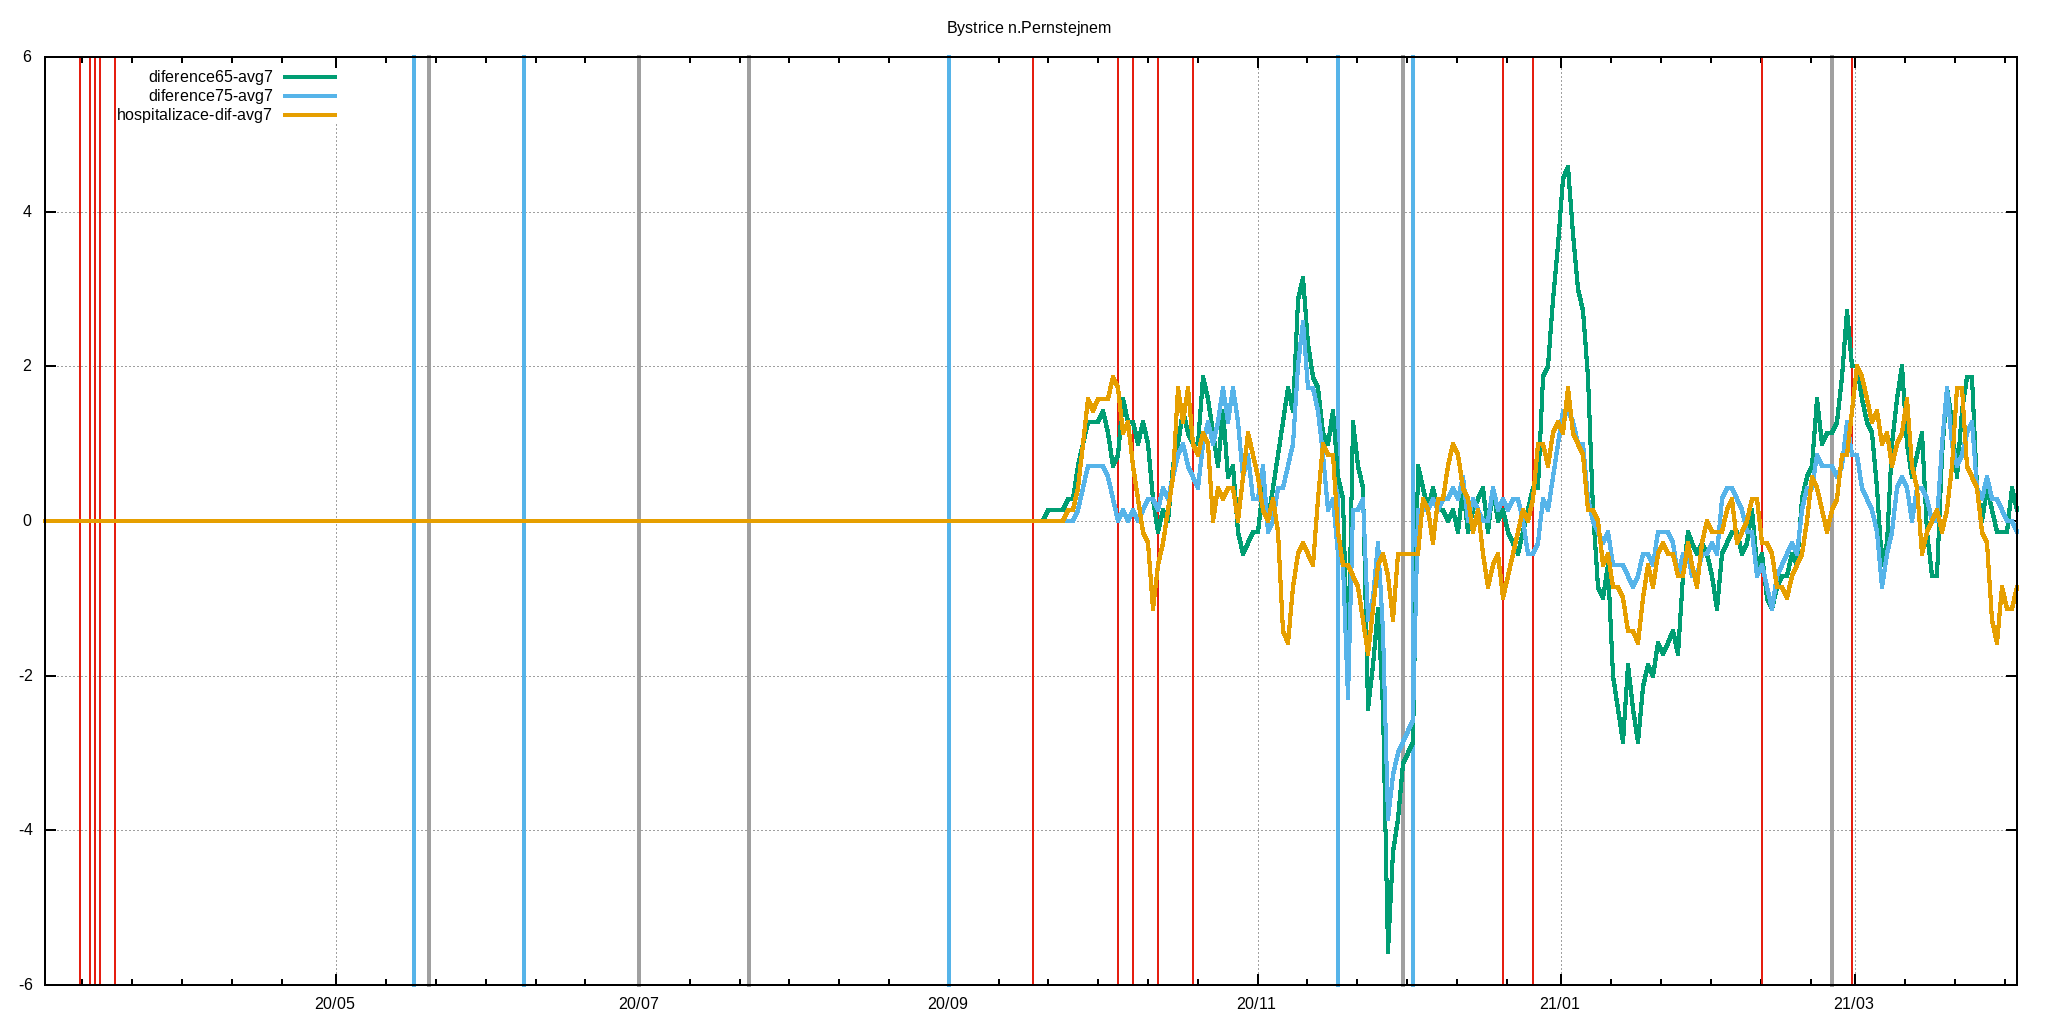 Bystrice n.Pernstejnem
6
diference65-avg7
diference75-avg7
hospitalizace-dif-avg7
4
2
0
-2
-4
-6
20/05 20/07 20/09 20/11 21/01 21/03